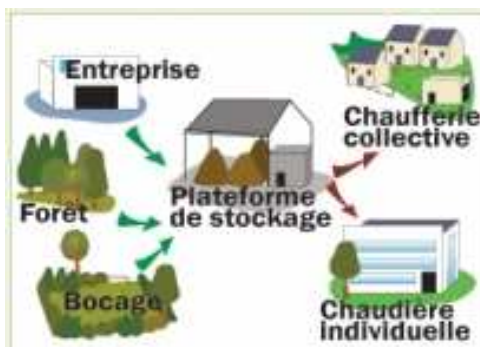 Entreprise
Forêt
Bocage
Plateforme
de stockage
Chaufferie
collective
Chaudière
individuelle